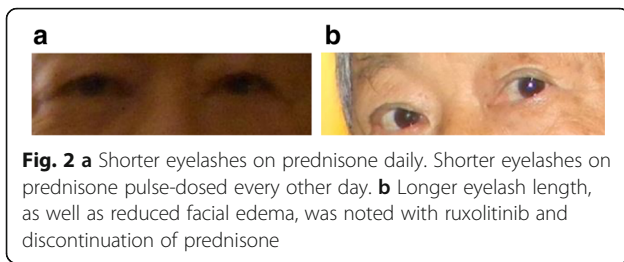 a
b
Fig. 2 a Shorter eyelashes on prednisone daily. Shorter eyelashes on
prednisone pulse-dosed every other day. b Longer eyelash length,
as well as reduced facial edema, was noted with ruxolitinib and
discontinuation of prednisone